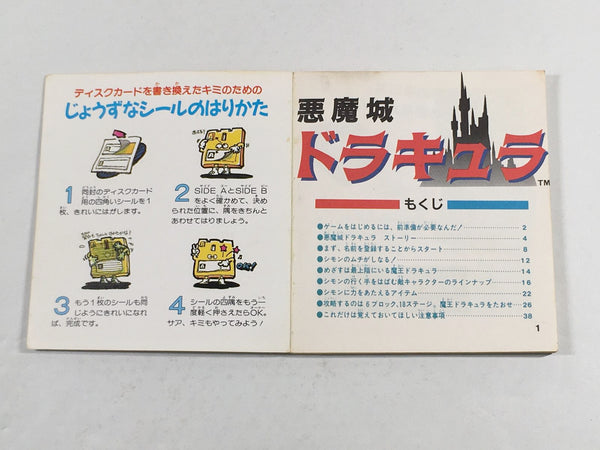 ディスクカードを書き換えたキミのための
じょうずなシールのはりかた
1 同封のディスクカード
用の四角いシールを1
枚、きれいにはがします。
2 SIDE AとSIDE B
をよく確かめて、決め
られた位置に、隅をきちんと
あわせてはりましょう。
3 もう1枚のシールも同
じようにきれいになれ
ば、完成です。
4 シールの四隅をもう一
度軽く押さえたらOK。
サア、キミもやってみよう!
悪魔城
ドラキュラ TM
もくじ
●ゲームをはじめるには、前準備が必要なんだ! 2
●悪魔城ドラキュラ ストーリー 4
●まず、名前を登録することからスタート 8
●シモンのムチがしなる! 12
●めざすは最上階にいる魔王ドラキュラ 14
●シモンの行く手をはばむ敵キャラクターのラインナップ 16
●シモンに力をあたえるアイテム 22
●攻略するのは6ブロック、18ステージ。魔王ドラキュラをたおせ 26
●これだけは覚えておいてほしい注意事項 38
1